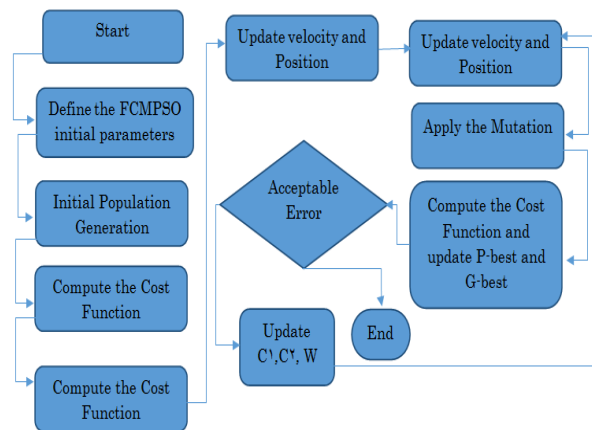 Start
Define the FCMPSO
initial parameters
Initial Population
Generation
Compute the Cost
Function
Compute the Cost
Function
Update velocity and
Position
Update velocity and
Position
Apply the Mutation
Compute the Cost
Function and
update P-best and
G-best
Acceptable
Error
Update
C۱,C۲, W
End